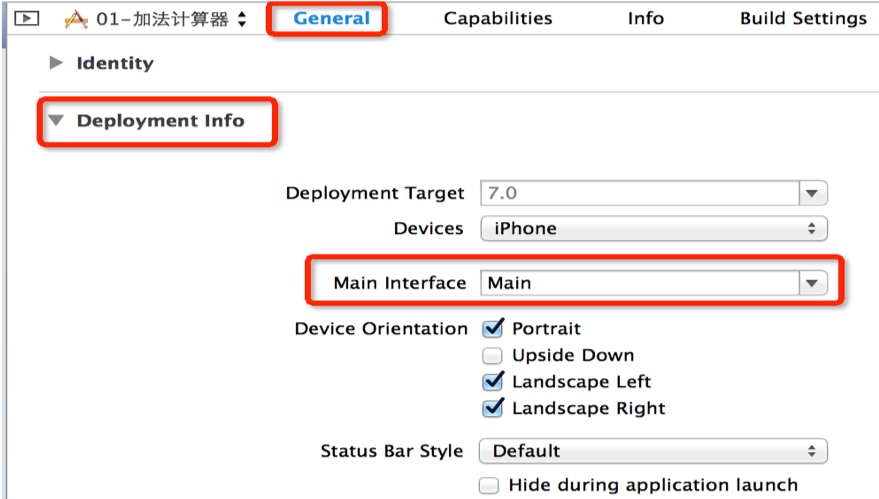 01-加法计算器 General Capabilities Info Build Settings
Identity
Deployment Info
Deployment Target 7.0
Devices iPhone
Main Interface Main
Device Orientation Portrait
Upside Down
Landscape Left
Landscape Right
Status Bar Style Default
Hide during application launch